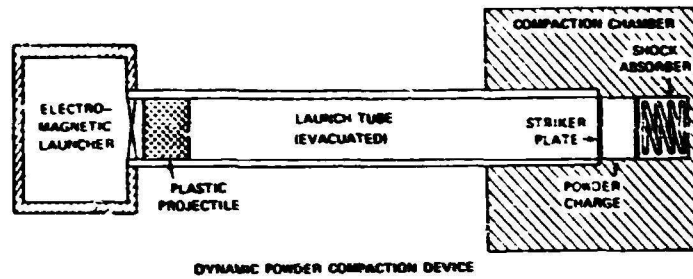 COMPACTION CHAMBER
SHOCK
ABSORBER
ELECTRO-
MAGNETIC
LAUNCHER
LAUNCH TUBE
(EVACUATED)
STRIKER
PLATE
PLASTIC
PROJECTILE
POWDER
CHARGE
DYNAMIC POWDER COMPACTION DEVICE